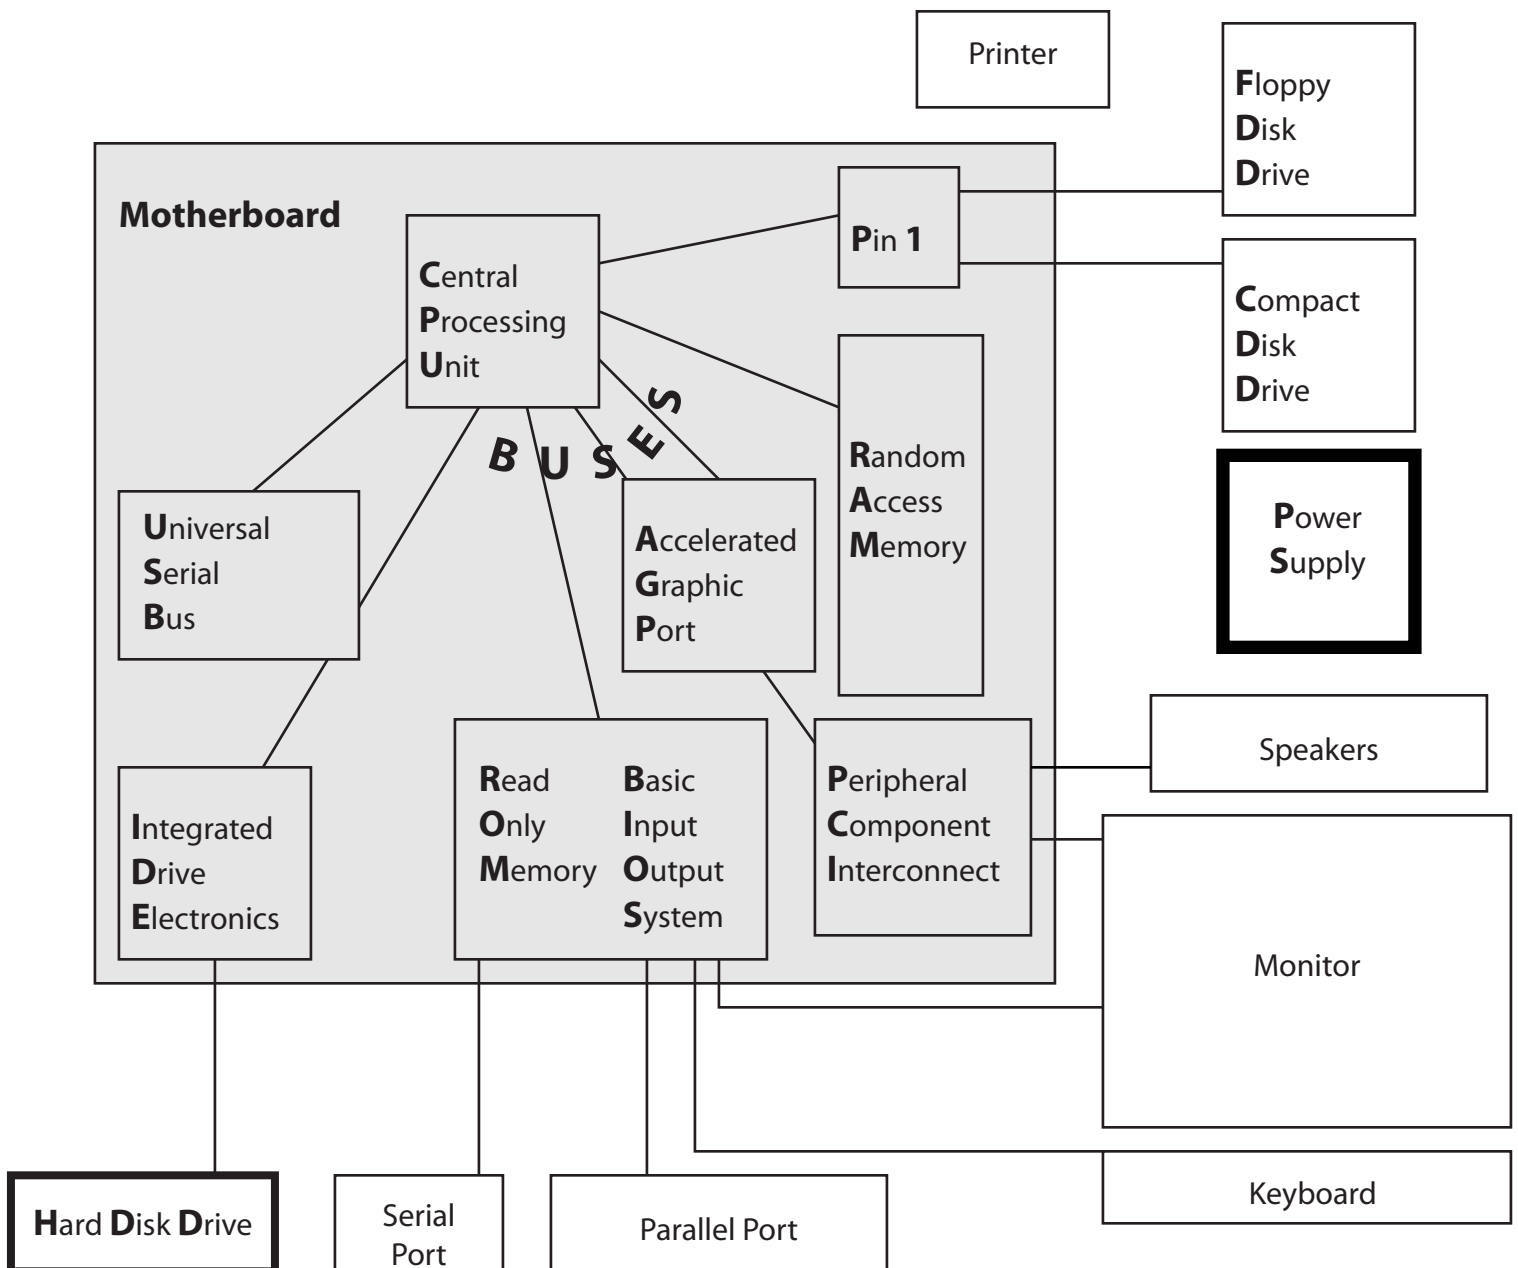 Printer
Floppy
Disk
Drive
Motherboard
Pin 1
Central
Processing
Unit
Compact
Disk
Drive
BUSES
Random
Access
Memory
Power
Supply
Universal
Serial
Bus
Accelerated
Graphic
Port
Speakers
Integrated
Drive
Electronics
Read
Only
Memory
Basic
Input
Output
System
Peripheral
Component
Interconnect
Monitor
Hard Disk Drive
Serial
Port
Parallel Port
Keyboard